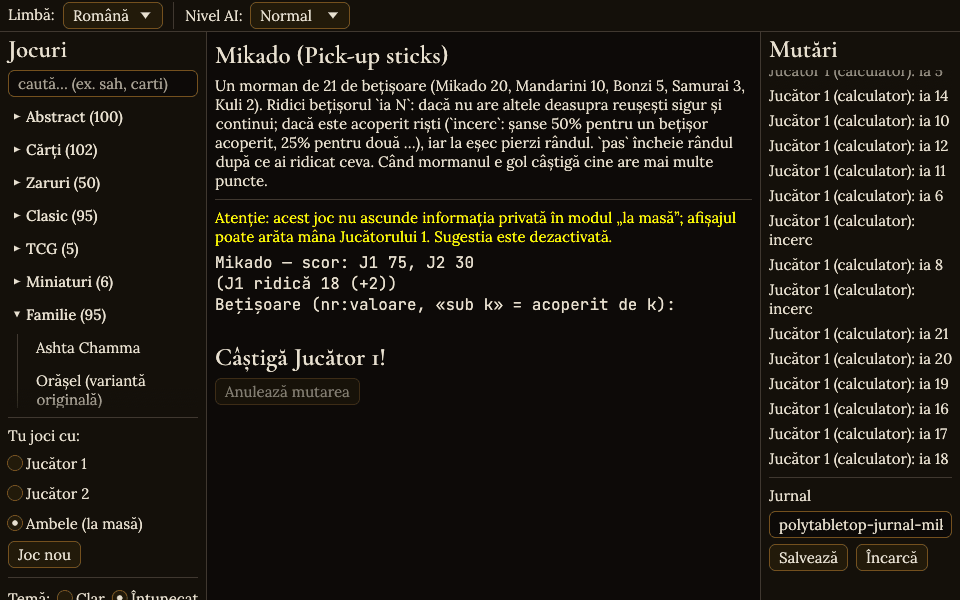 Limbă: Română Nivel AI: Normal
Jocuri
caută... (ex. sah, carti)
Abstract (100)
Cărți (102)
Zaruri (50)
Clasic (95)
TCG (5)
Miniaturi (6)
Familie (95)
Ashta Chamma
Orășel (variantă
originală)
Tu joci cu:
Jucător 1
Jucător 2
Ambele (la masă)
Joc nou
Temă: Clar Întunecat
Mikado (Pick-up sticks)
Un morman de 21 de bețișoare (Mikado 20, Mandarini 10, Bonzi 5, Samurai 3,
Kuli 2). Ridici bețișorul `ia N`: dacă nu are altele deasupra reușești sigur și
continui; dacă este acoperit riști (`incerc`: șanse 50% pentru un bețișor
acoperit, 25% pentru două ...), iar la eșec pierzi rândul. `pas` încheie rândul
după ce ai ridicat ceva. Când mormanul e gol câștigă cine are mai multe
puncte.
Atenție: acest joc nu ascunde informația privată în modul „la masă”; afișajul
poate arăta mâna Jucătorului 1. Sugestia este dezactivată.
Mikado — scor: J1 75, J2 30
(J1 ridică 18 (+2))
Bețișoare (nr:valoare, «sub k» = acoperit de k):
Câștigă Jucător 1!
Anulează mutarea
Mutări
Jucător 1 (calculator): ia 5
Jucător 1 (calculator): ia 14
Jucător 1 (calculator): ia 10
Jucător 1 (calculator): ia 12
Jucător 1 (calculator): ia 11
Jucător 1 (calculator): ia 6
Jucător 1 (calculator):
incerc
Jucător 1 (calculator): ia 8
Jucător 1 (calculator):
incerc
Jucător 1 (calculator): ia 21
Jucător 1 (calculator): ia 20
Jucător 1 (calculator): ia 19
Jucător 1 (calculator): ia 16
Jucător 1 (calculator): ia 17
Jucător 1 (calculator): ia 18
Jurnal
polytabletop-jurnal-mik
Salvează Încarcă